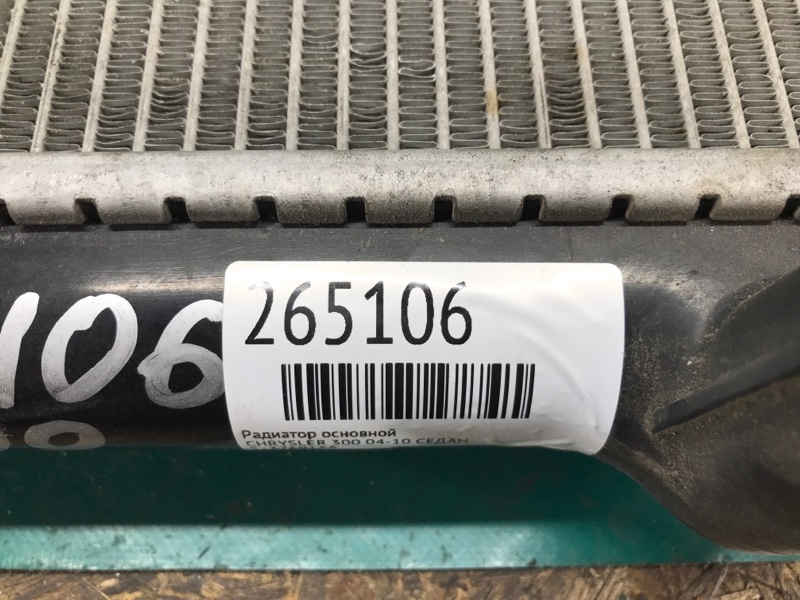 265106
106
Радиатор основной
CHRYSLER 300 04-10 СЕДАН